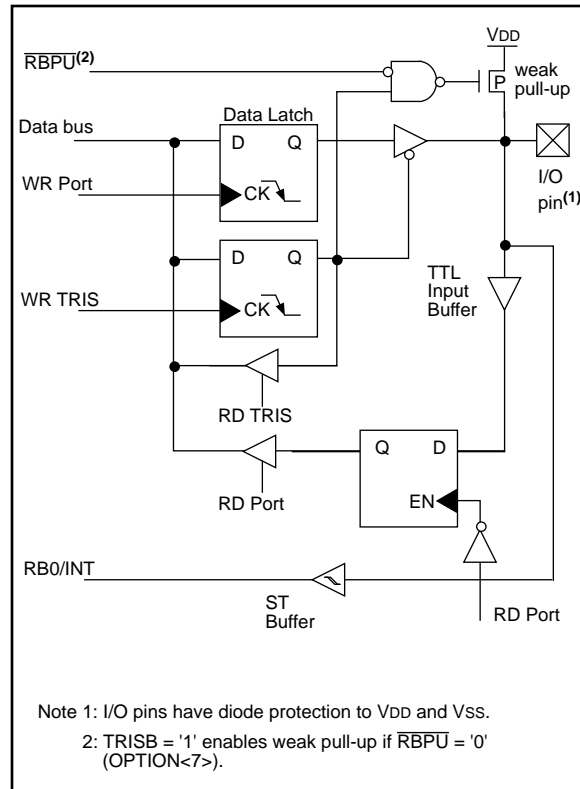 VDD
R̅B̅P̅U̅(2)
P
weak
pull-up
Data Latch
Data bus
D Q
WR Port
CK
I/O
pin(1)
D Q
WR TRIS
CK
TTL
Input
Buffer
RD TRIS
Q D
RD Port
EN
RB0/INT
ST
Buffer
RD Port
Note 1: I/O pins have diode protection to VDD and VSS.
2: TRISB = '1' enables weak pull-up if R̅B̅P̅U̅ = '0'
(OPTION<7>).